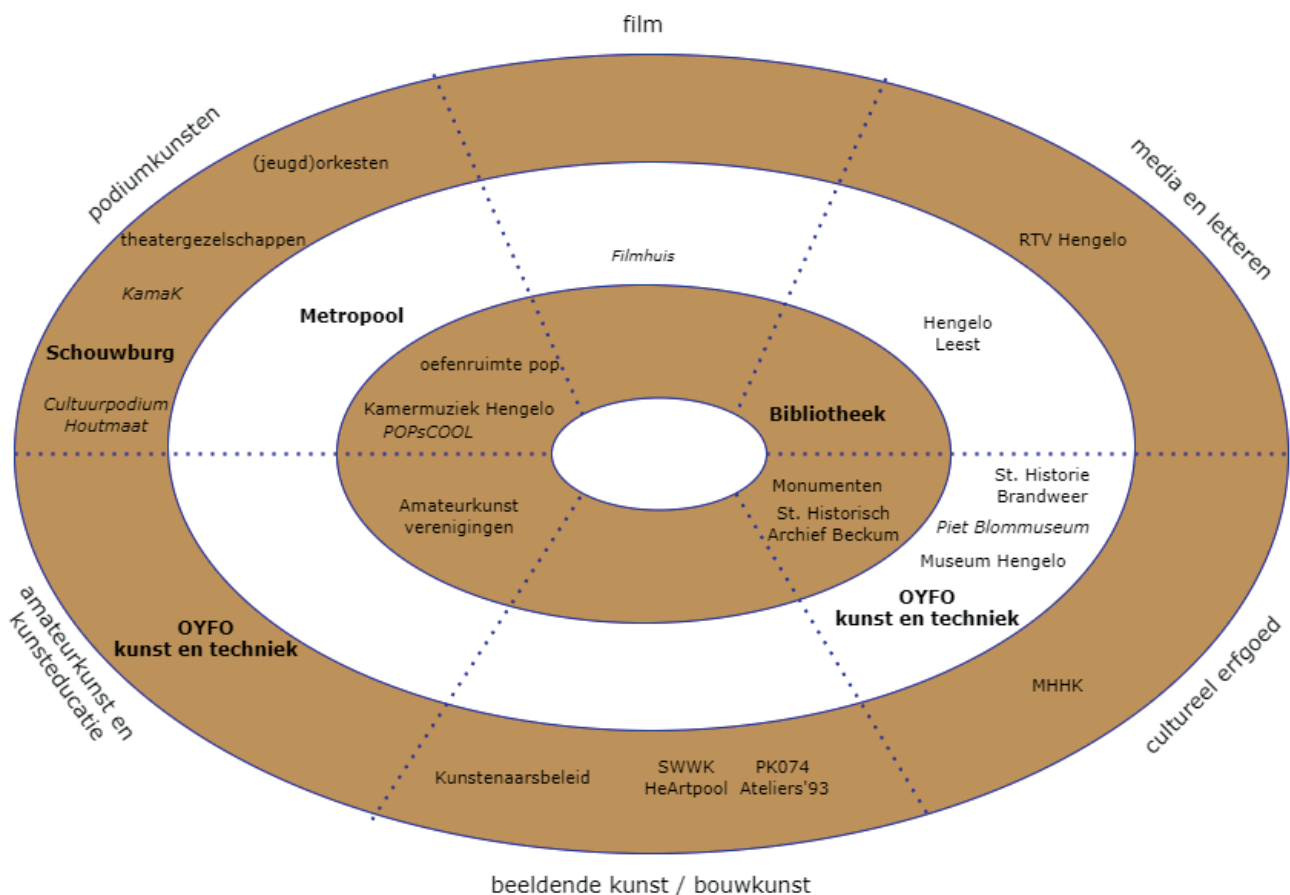 film
podiumkunsten
media en letteren
(jeugd)orkesten
theatergezelschappen
RTV Hengelo
Filmhuis
KamaK
Metropool
Hengelo
Leest
Schouwburg
oefenruimte pop
Cultuurpodium
Houtmaat
Kamermuziek Hengelo
POPsCOOL
Bibliotheek
St. Historie
Brandweer
Monumenten
Amateurkunst
verenigingen
St. Historisch
Archief Beckum
Piet Blommuseum
Museum Hengelo
OYFO
kunst en techniek
OYFO
kunst en techniek
amateurkunst en
kunsteducatie
MHHK
cultureel erfgoed
Kunstenaarsbeleid
SWWK
HeArtpool
PK074
Ateliers'93
beeldende kunst / bouwkunst